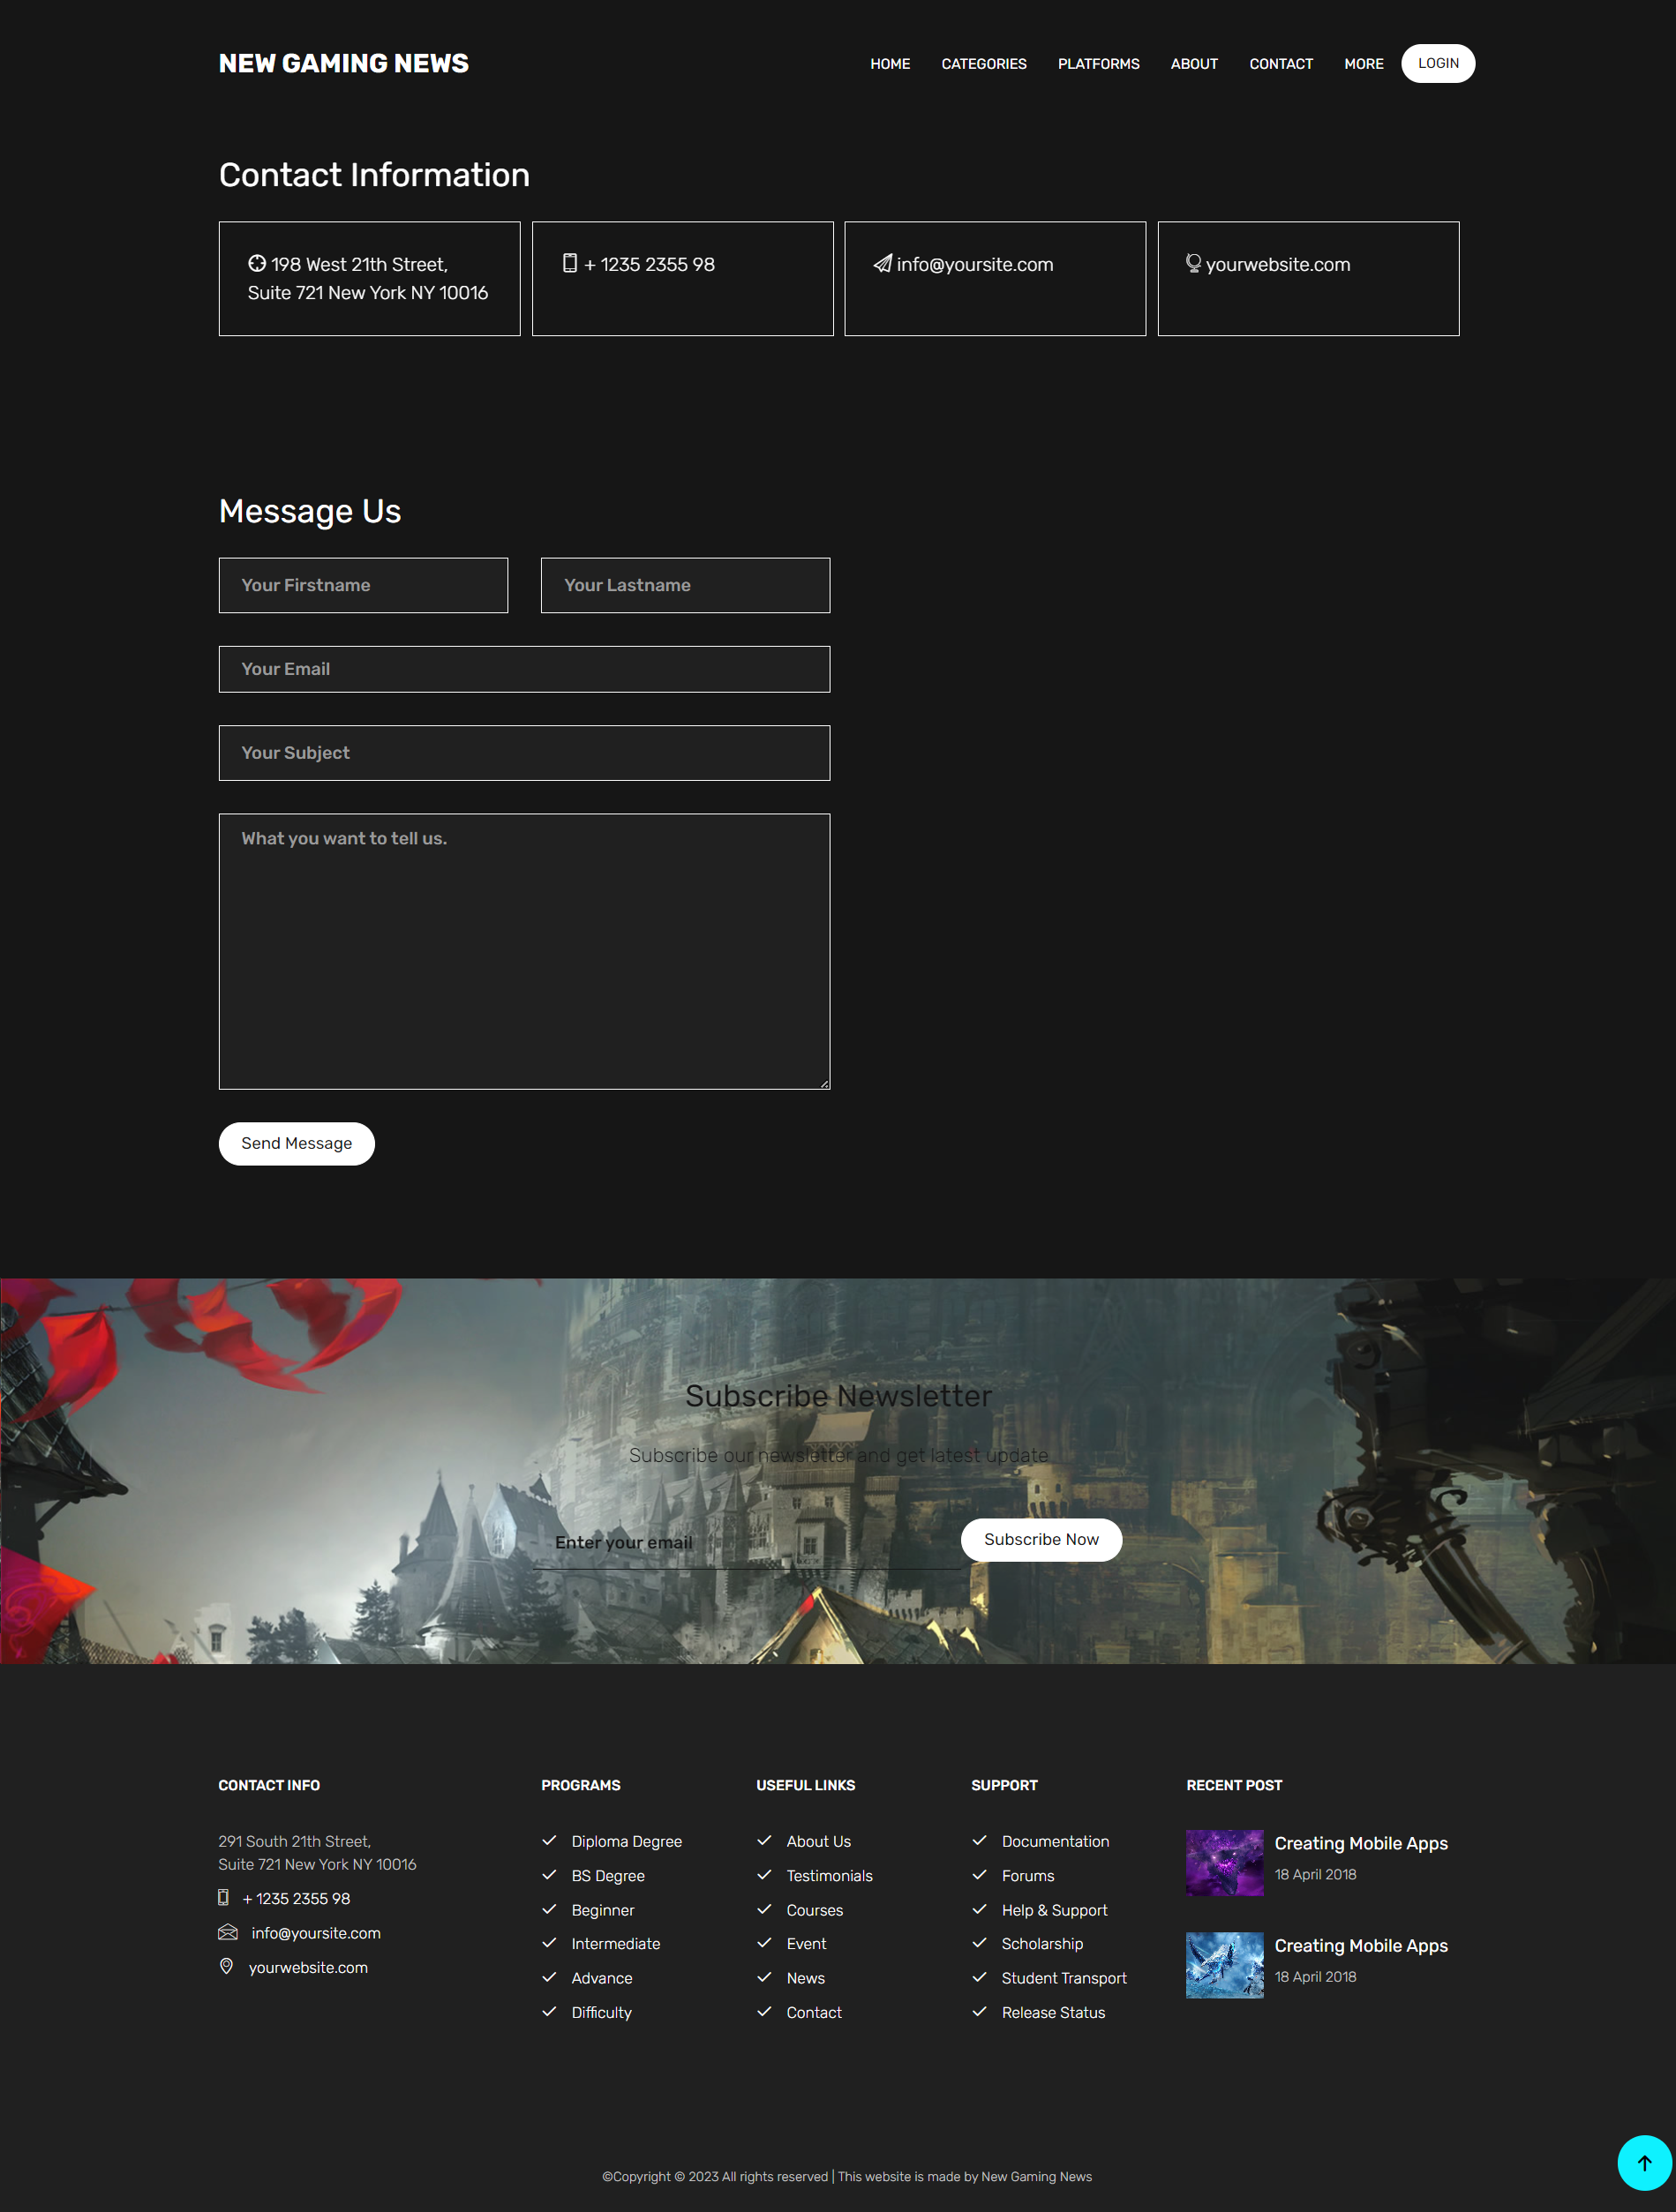 NEW GAMING NEWS
HOME CATEGORIES PLATFORMS ABOUT CONTACT MORE LOGIN
Contact Information
198 West 21th Street,
Suite 721 New York NY 10016
+ 1235 2355 98
info@yoursite.com
yourwebsite.com
Message Us
Your Firstname
Your Lastname
Your Email
Your Subject
What you want to tell us.
Send Message
Subscribe Newsletter
Subscribe our newsletter and get latest update
Enter your email
Subscribe Now
CONTACT INFO
291 South 21th Street,
Suite 721 New York NY 10016
+ 1235 2355 98
info@yoursite.com
yourwebsite.com
PROGRAMS
Diploma Degree
BS Degree
Beginner
Intermediate
Advance
Difficulty
USEFUL LINKS
About Us
Testimonials
Courses
Event
News
Contact
SUPPORT
Documentation
Forums
Help & Support
Scholarship
Student Transport
Release Status
RECENT POST
Creating Mobile Apps
18 April 2018
Creating Mobile Apps
18 April 2018
©Copyright © 2023 All rights reserved | This website is made by New Gaming News